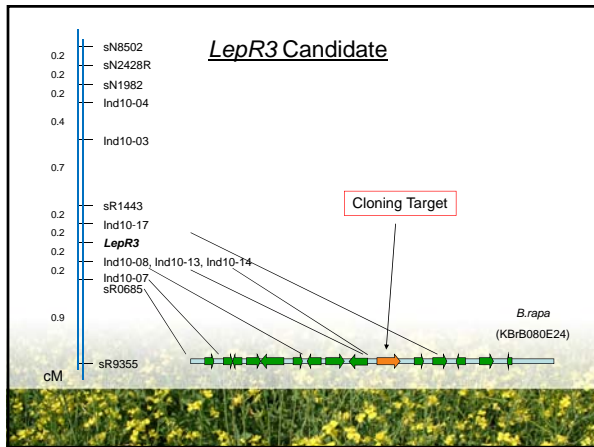 LepR3 Candidate
sN8502
0.2
sN2428R
0.2
sN1982
0.2
Ind10-04
0.4
Ind10-03
0.7
sR1443
0.2
Ind10-17
0.2
LepR3
0.2
Ind10-08, Ind10-13, Ind10-14
0.2
Ind10-07
sR0685
0.9
sR9355
cM
Cloning Target
B.rapa
(KBrB080E24)